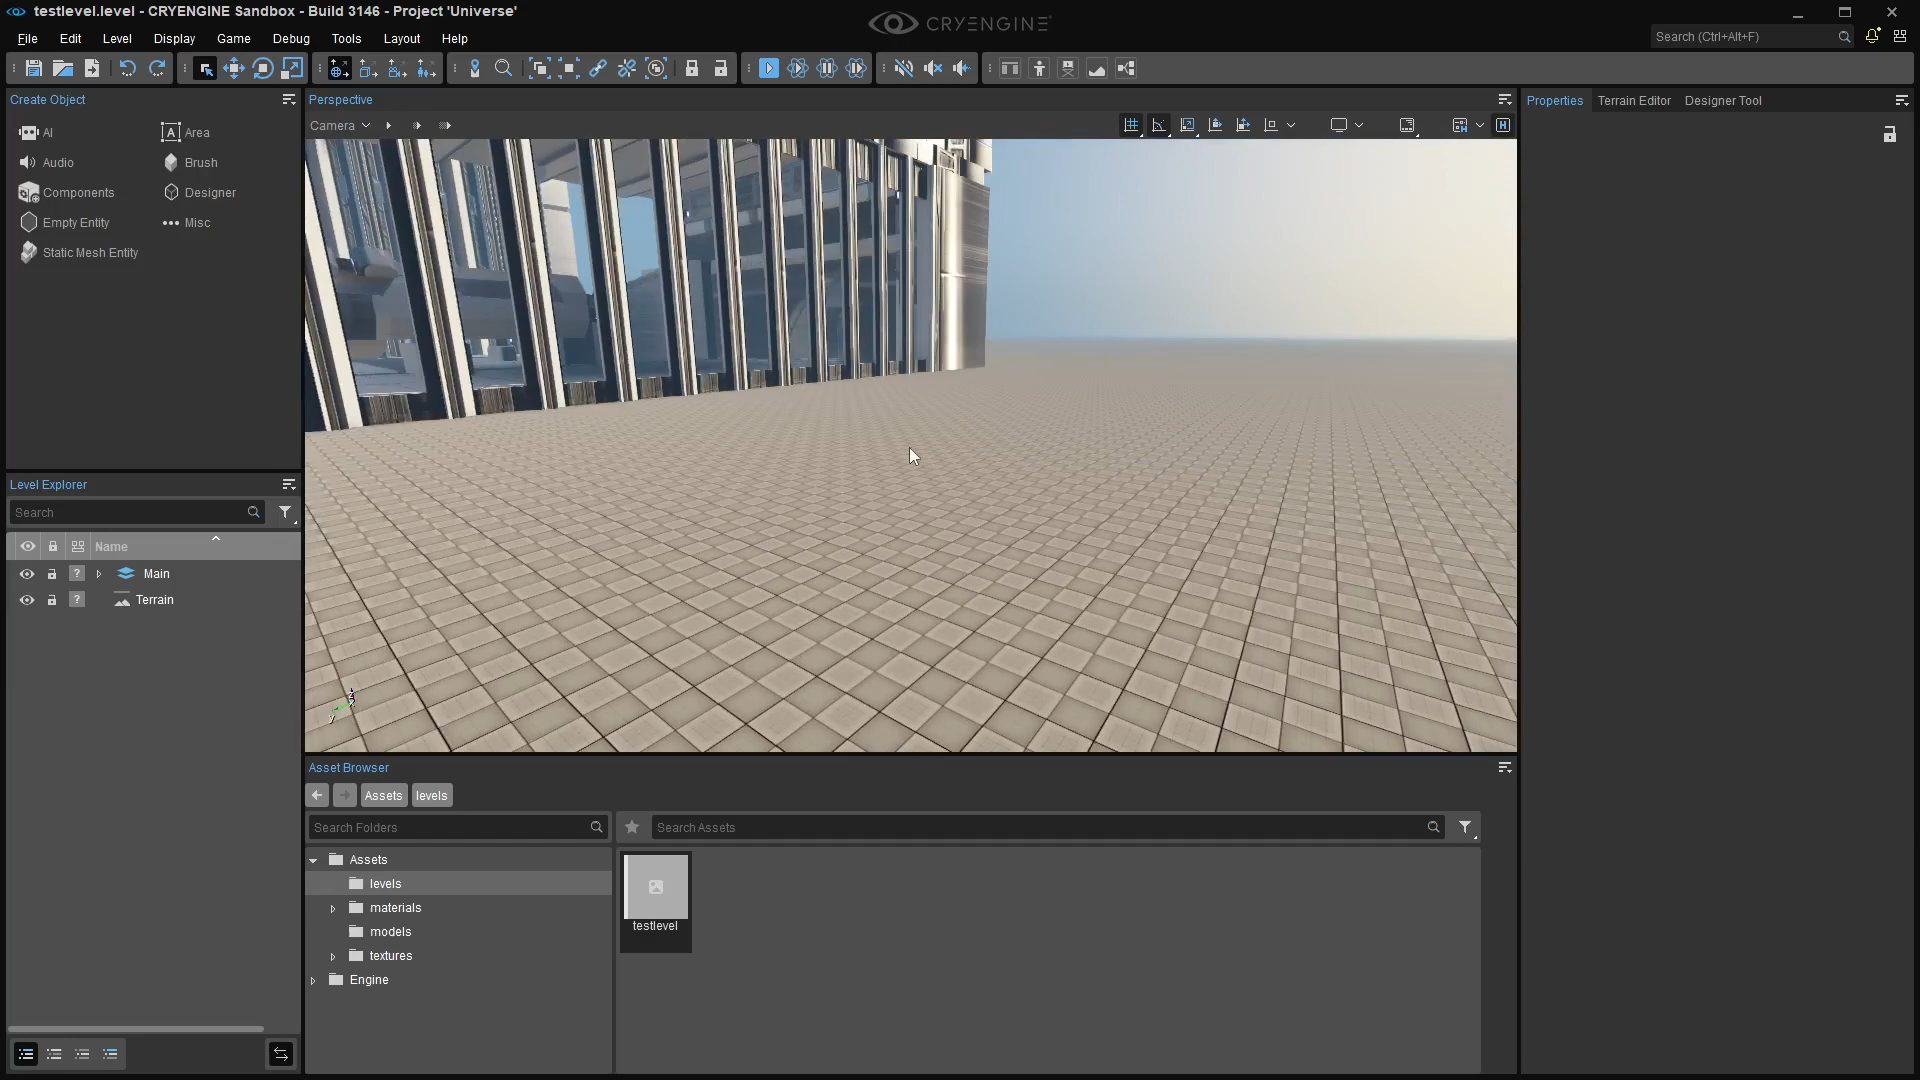 testlevel.level - CRYENGINE Sandbox - Build 3146 - Project 'Universe'
CRYENGINE
File Edit Level Display Game Debug Tools Layout Help
Search (Ctrl+Alt+F)
Create Object
AI
Area
Audio
Brush
Components
Designer
Empty Entity
Misc
Static Mesh Entity
Perspective
Camera
Properties Terrain Editor Designer Tool
Level Explorer
Search
Name
? Main
? Terrain
z
x
y
Asset Browser
Assets levels
Search Folders
Search Assets
Assets
levels
materials
models
textures
Engine
testlevel